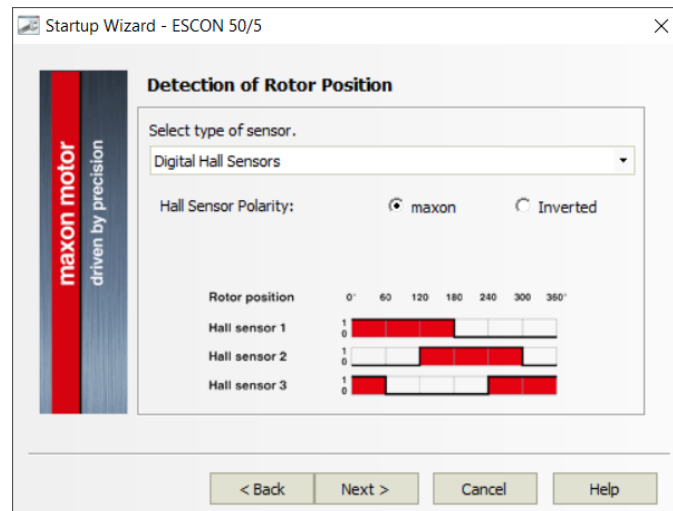 Startup Wizard - ESCON 50/5
maxon motor
driven by precision
Detection of Rotor Position
Select type of sensor.
Digital Hall Sensors
Hall Sensor Polarity: maxon Inverted
Rotor position 0° 60 120 180 240 300 360°
Hall sensor 1 1 0
Hall sensor 2 1 0
Hall sensor 3 1 0
< Back Next > Cancel Help